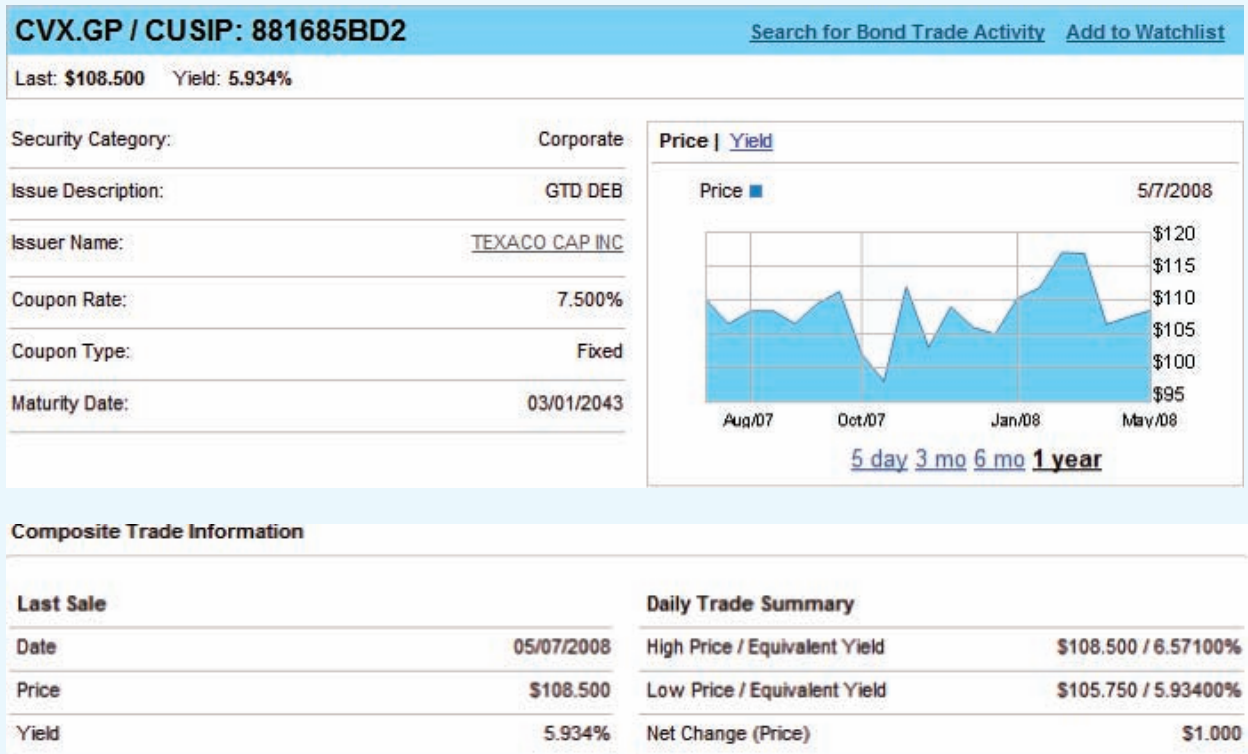 CVX.GP / CUSIP: 881685BD2 Search for Bond Trade Activity Add to Watchlist
Last: $108.500 Yield: 5.934%
Security Category: Corporate
Issue Description: GTD DEB
Issuer Name: TEXACO CAP INC
Coupon Rate: 7.500%
Coupon Type: Fixed
Maturity Date: 03/01/2043
Price | Yield
Price 5/7/2008
$120
$115
$110
$105
$100
$95
Aug/07 Oct/07 Jan/08 May/08
5 day 3 mo 6 mo 1 year
Composite Trade Information
Last Sale
Date 05/07/2008
Price $108.500
Yield 5.934%
Daily Trade Summary
High Price / Equivalent Yield $108.500 / 6.57100%
Low Price / Equivalent Yield $105.750 / 5.93400%
Net Change (Price) $1.000